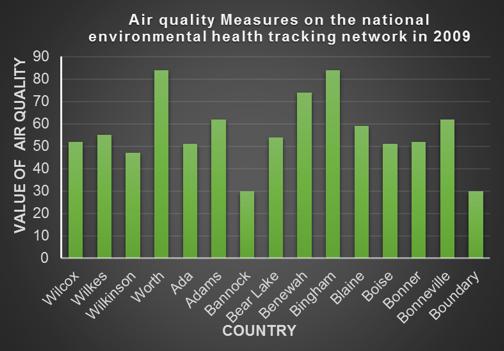 Air quality Measures on the national
environmental health tracking network in 2009
VALUE OF AIR QUALITY
90
80
70
60
50
40
30
20
10
0
Wilcox
Wilkes
Wilkinson
Worth
Ada
Adams
Bannock
Bear Lake
Benewah
Bingham
Blaine
Boise
Bonner
Bonneville
Boundary
COUNTRY